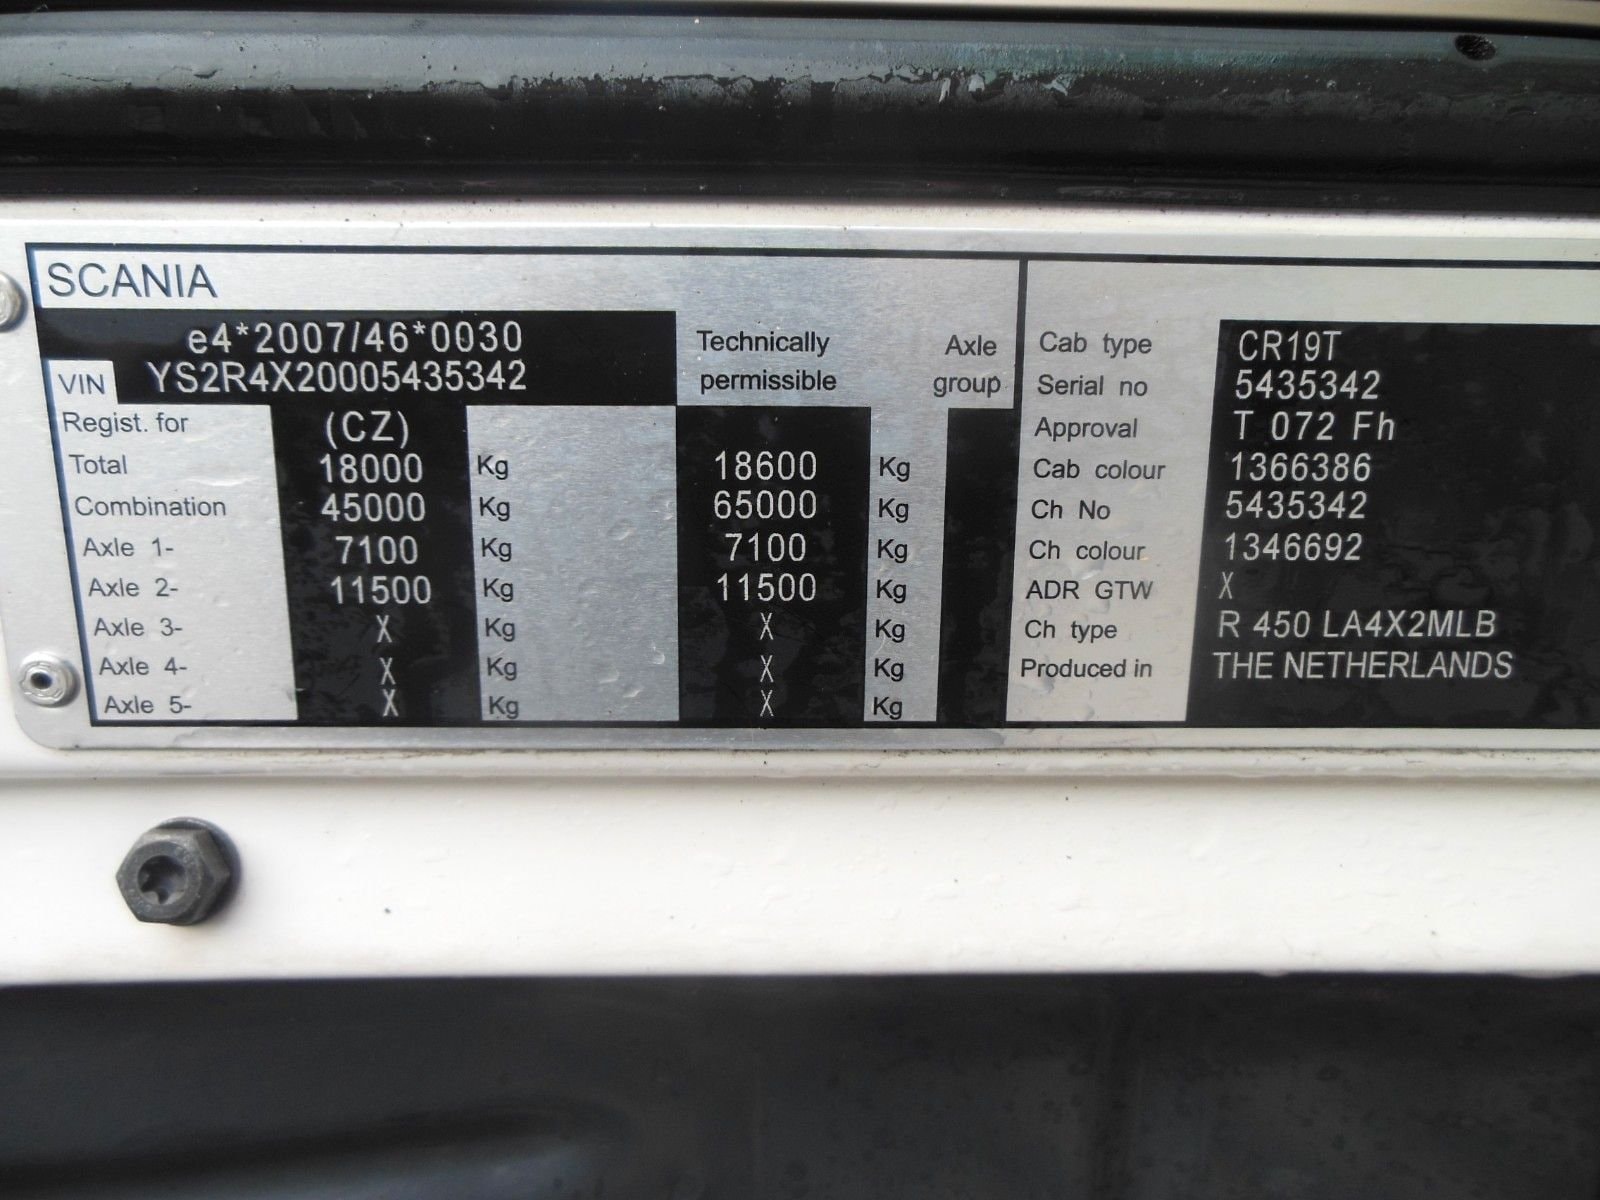 SCANIA
e4*2007/46*0030
VIN YS2R4X20005435342
Technically permissible
Axle group
Regist. for (CZ)
Total 18000 Kg 18600 Kg
Combination 45000 Kg 65000 Kg
Axle 1- 7100 Kg 7100 Kg
Axle 2- 11500 Kg 11500 Kg
Axle 3- X Kg X Kg
Axle 4- X Kg X Kg
Axle 5- X Kg X Kg
Cab type CR19T
Serial no 5435342
Approval T 072 Fh
Cab colour 1366386
Ch No 5435342
Ch colour 1346692
ADR GTW X
Ch type R 450 LA4X2MLB
Produced in THE NETHERLANDS